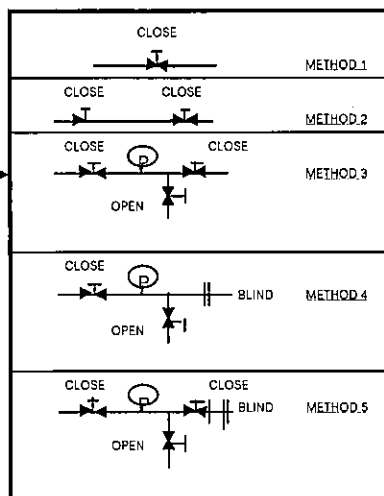 CLOSE
METHOD 1
CLOSE CLOSE
METHOD 2
CLOSE P CLOSE
METHOD 3
OPEN
CLOSE
P
BLIND METHOD 4
OPEN
CLOSE P CLOSE
BLIND METHOD 5
OPEN